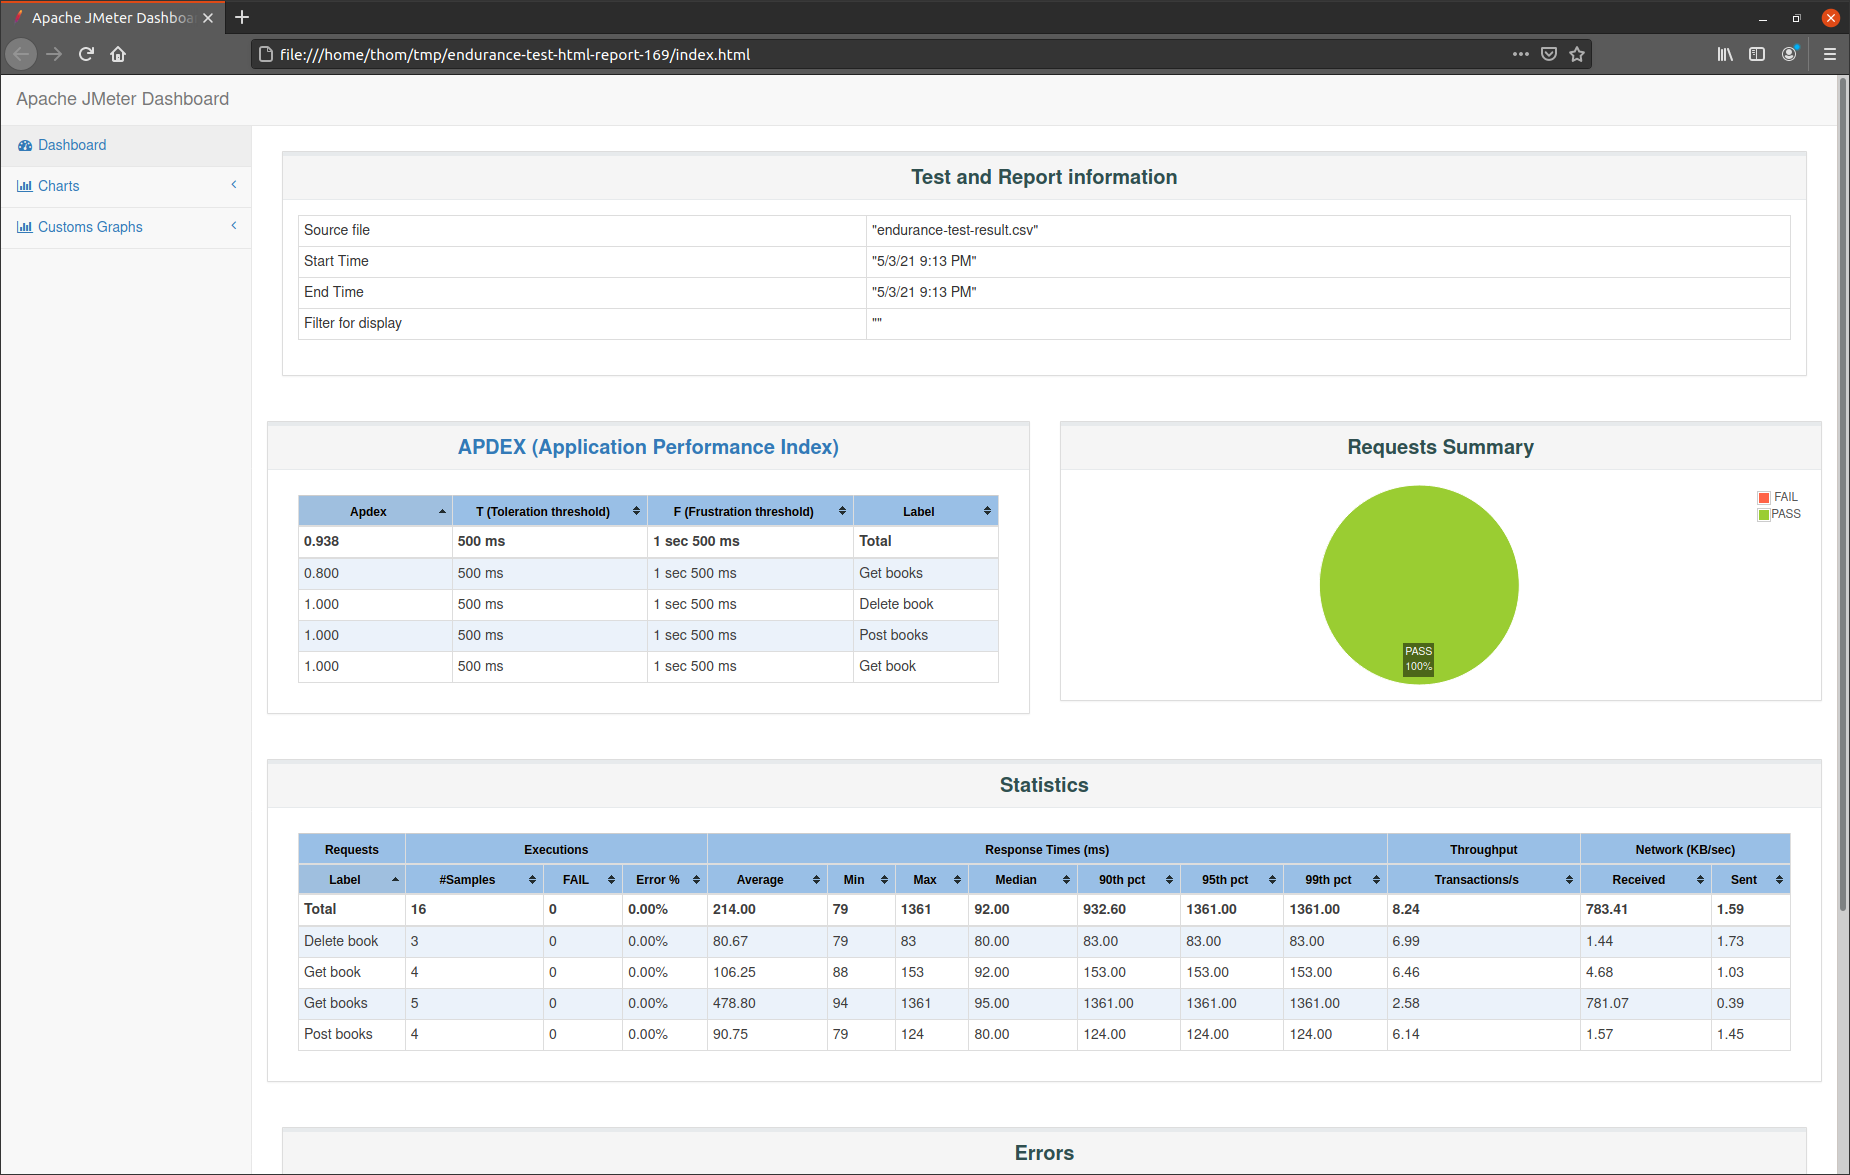 Apache JMeter Dashboa
file:///home/thom/tmp/endurance-test-html-report-169/index.html
Apache JMeter Dashboard
Dashboard
Charts
Customs Graphs
Test and Report information
Source file "endurance-test-result.csv"
Start Time "5/3/21 9:13 PM"
End Time "5/3/21 9:13 PM"
Filter for display ""
APDEX (Application Performance Index)
Apdex T (Toleration threshold) F (Frustration threshold) Label
0.938 500 ms 1 sec 500 ms Total
0.800 500 ms 1 sec 500 ms Get books
1.000 500 ms 1 sec 500 ms Delete book
1.000 500 ms 1 sec 500 ms Post books
1.000 500 ms 1 sec 500 ms Get book
Requests Summary
FAIL
PASS
PASS
100%
Statistics
Requests Executions Response Times (ms) Throughput Network (KB/sec)
Label #Samples FAIL Error % Average Min Max Median 90th pct 95th pct 99th pct Transactions/s Received Sent
Total 16 0 0.00% 214.00 79 1361 92.00 932.60 1361.00 1361.00 8.24 783.41 1.59
Delete book 3 0 0.00% 80.67 79 83 80.00 83.00 83.00 83.00 6.99 1.44 1.73
Get book 4 0 0.00% 106.25 88 153 92.00 153.00 153.00 153.00 6.46 4.68 1.03
Get books 5 0 0.00% 478.80 94 1361 95.00 1361.00 1361.00 1361.00 2.58 781.07 0.39
Post books 4 0 0.00% 90.75 79 124 80.00 124.00 124.00 124.00 6.14 1.57 1.45
Errors